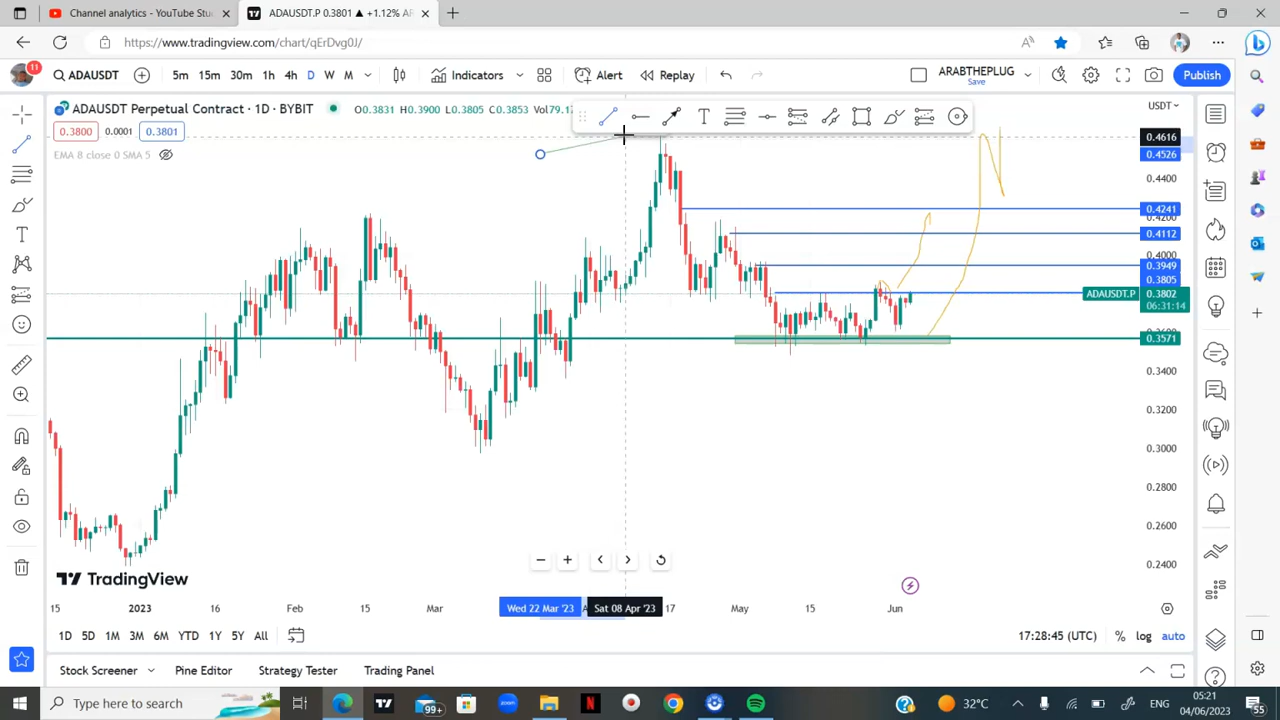 Channel analytics - YouTube Stu
ADAUSDT.P 0.3801 ▲ +1.12% AR
https://www.tradingview.com/chart/qErDvg0J/
11
ADAUSDT
5m 15m 30m 1h 4h D W M
Indicators
Alert
Replay
ARABTHEPLUG
Save
Publish
ADAUSDT Perpetual Contract · 1D · BYBIT
O0.3831 H0.3900 L0.3805 C0.3853 Vol79.1
USDT
0.3800 0.0001 0.3801
EMA 8 close 0 SMA 5
0.4616
0.4526
0.4400
0.4241
0.4112
0.4000
0.3949
0.3805
ADAUSDT.P 0.3802
06:31:14
0.3571
0.3400
0.3200
0.3000
0.2800
0.2600
0.2400
TradingView
15 2023 16 Feb 15 Mar Wed 22 Mar '23 Sat 08 Apr '23 17 May 15 Jun
1D 5D 1M 3M 6M YTD 1Y 5Y All
17:28:45 (UTC) % log auto
Stock Screener Pine Editor Strategy Tester Trading Panel
Type here to search
99+
32°C
ENG
05:21
04/06/2023
55